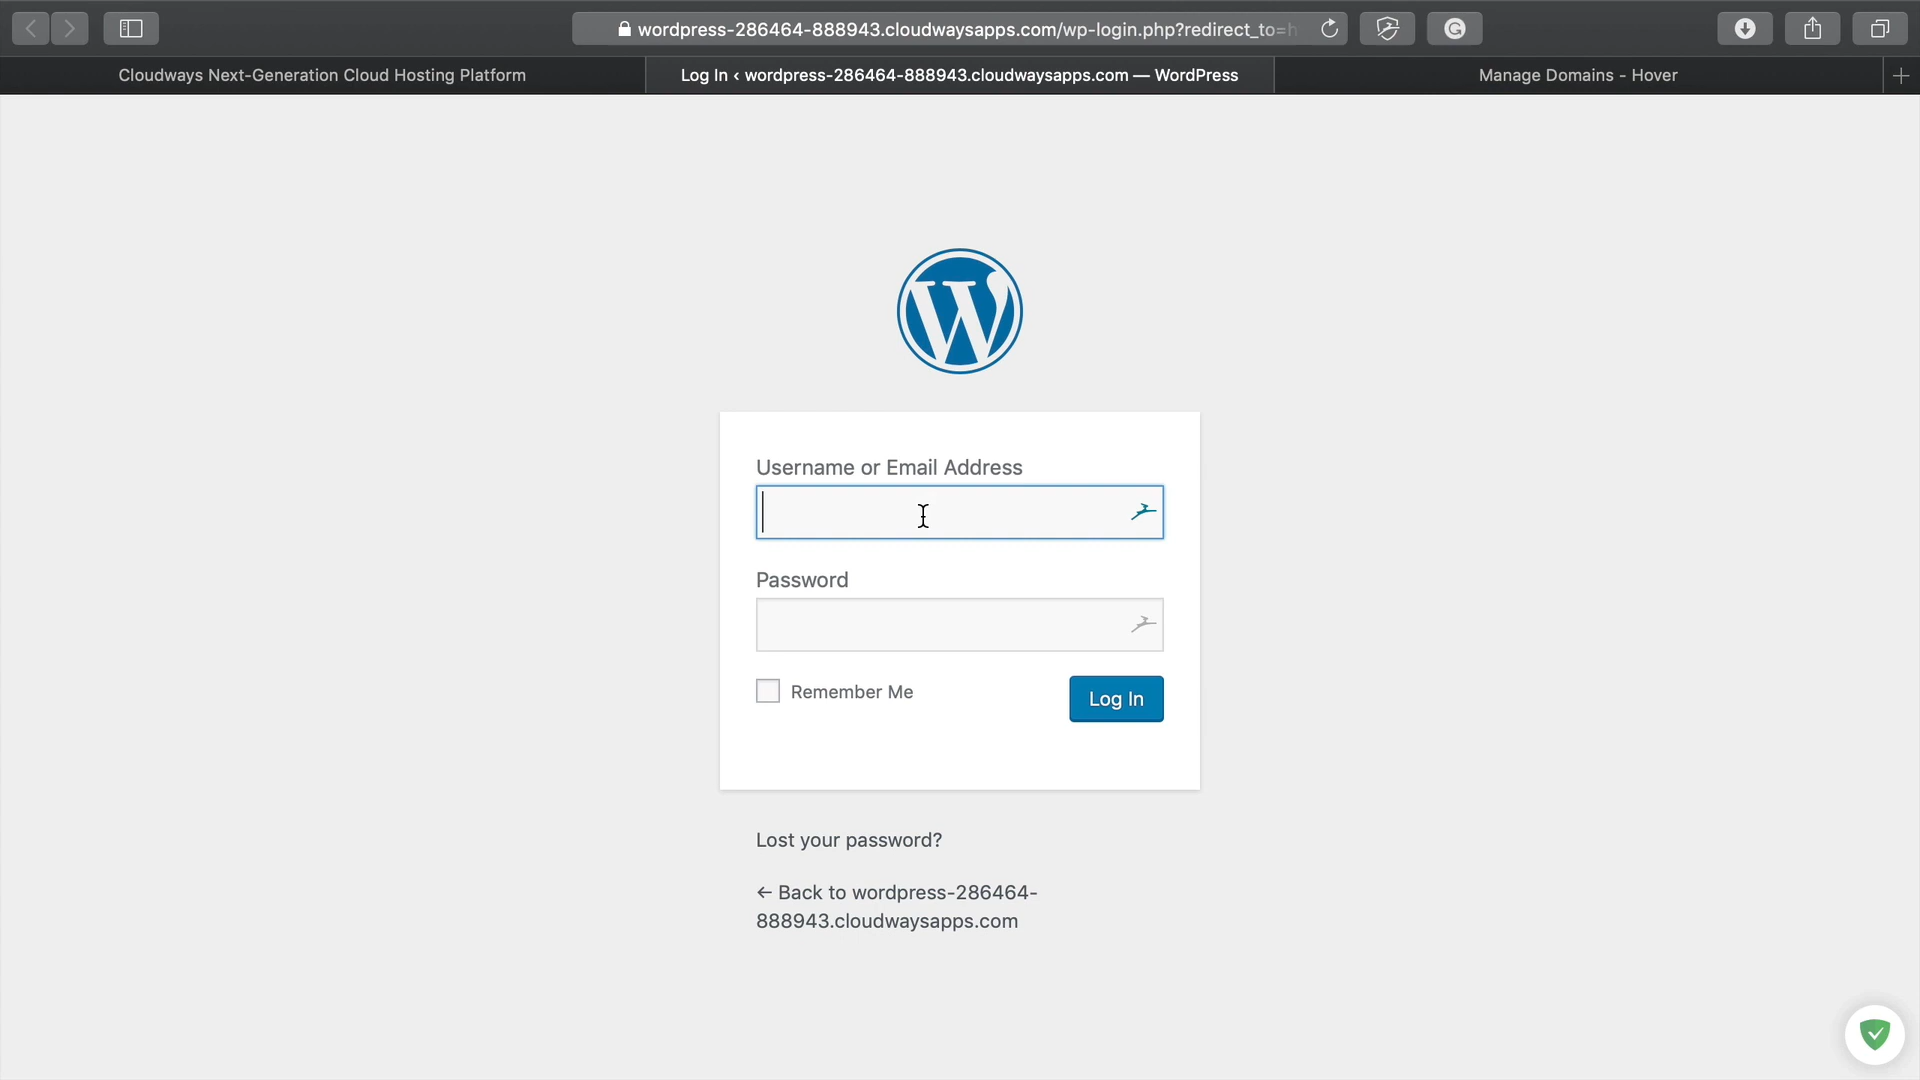 wordpress-286464-888943.cloudwaysapps.com/wp-login.php?redirect_to=h
Cloudways Next-Generation Cloud Hosting Platform
Log In ‹ wordpress-286464-888943.cloudwaysapps.com — WordPress
Manage Domains - Hover
Username or Email Address
Password
Remember Me
Log In
Lost your password?
← Back to wordpress-286464-
888943.cloudwaysapps.com